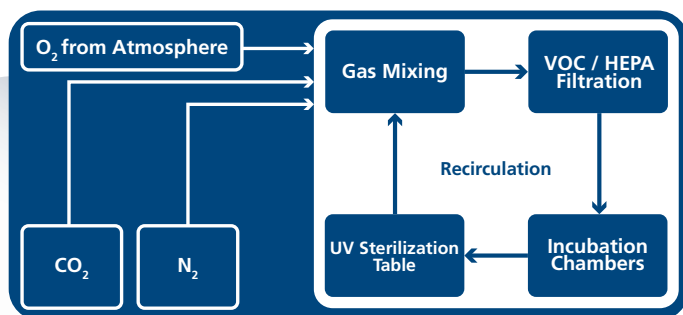 O₂ from Atmosphere
Gas Mixing
VOC / HEPA
Filtration
Recirculation
CO₂
N₂
UV Sterilization
Table
Incubation
Chambers